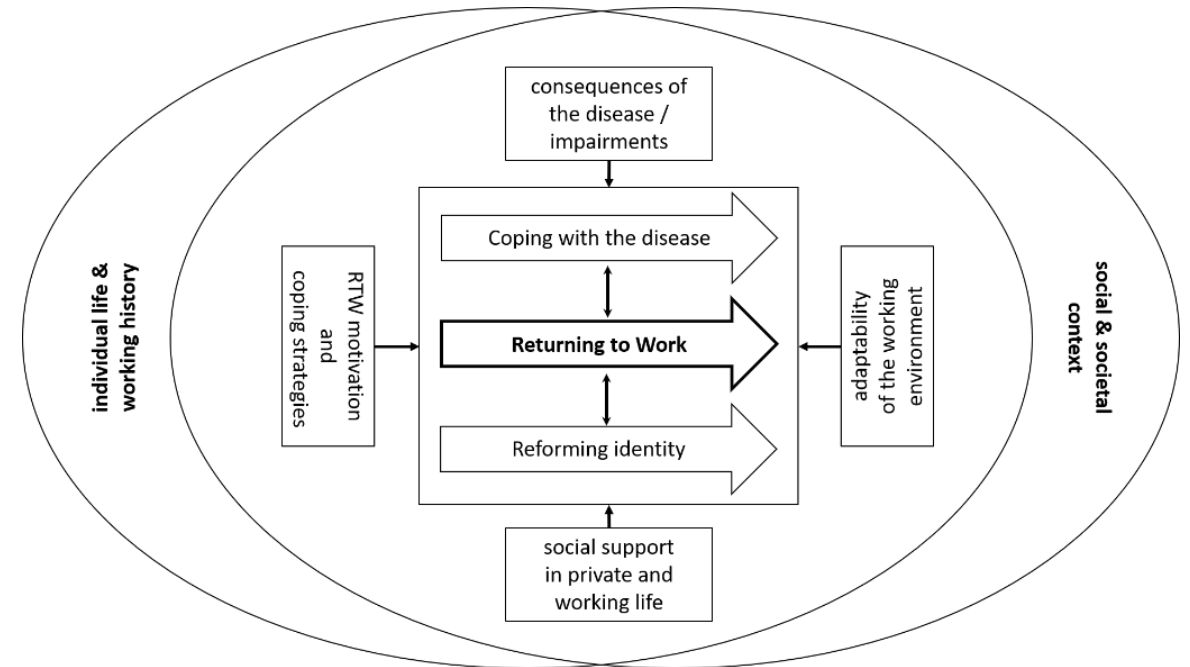 consequences of
the disease /
impairments
Coping with the disease
individual life &
working history
RTW motivation
and
coping strategies
Returning to Work
adaptability
of the working
environment
social & societal
context
Reforming identity
social support
in private and
working life